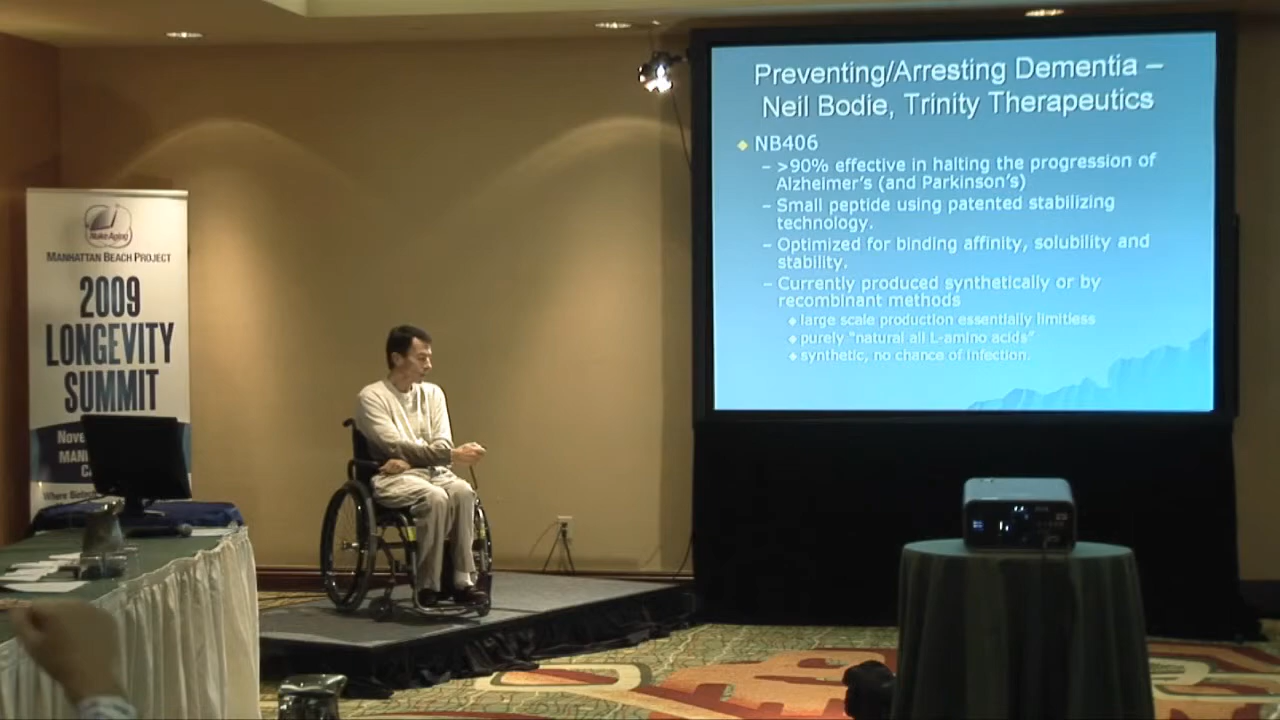 Nuke Aging
MANHATTAN BEACH PROJECT
2009
LONGEVITY
SUMMIT
Preventing/Arresting Dementia –
Neil Bodie, Trinity Therapeutics
NB406
– >90% effective in halting the progression of
Alzheimer's (and Parkinson's)
– Small peptide using patented stabilizing
technology.
– Optimized for binding affinity, solubility and
stability.
– Currently produced synthetically or by
recombinant methods
large scale production essentially limitless
purely "natural all L-amino acids"
synthetic, no chance of infection.